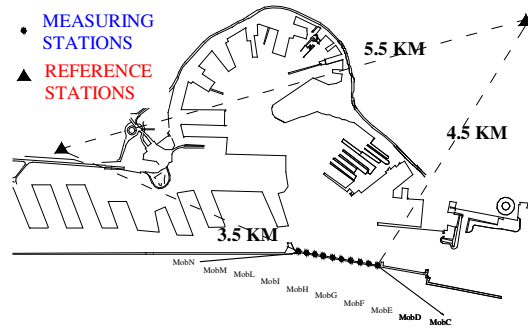 MEASURING
STATIONS
REFERENCE
STATIONS
5.5 KM
4.5 KM
3.5 KM
MobN
MobM
MobL
MobI
MobH
MobG
MobF
MobE
MobD
MobC